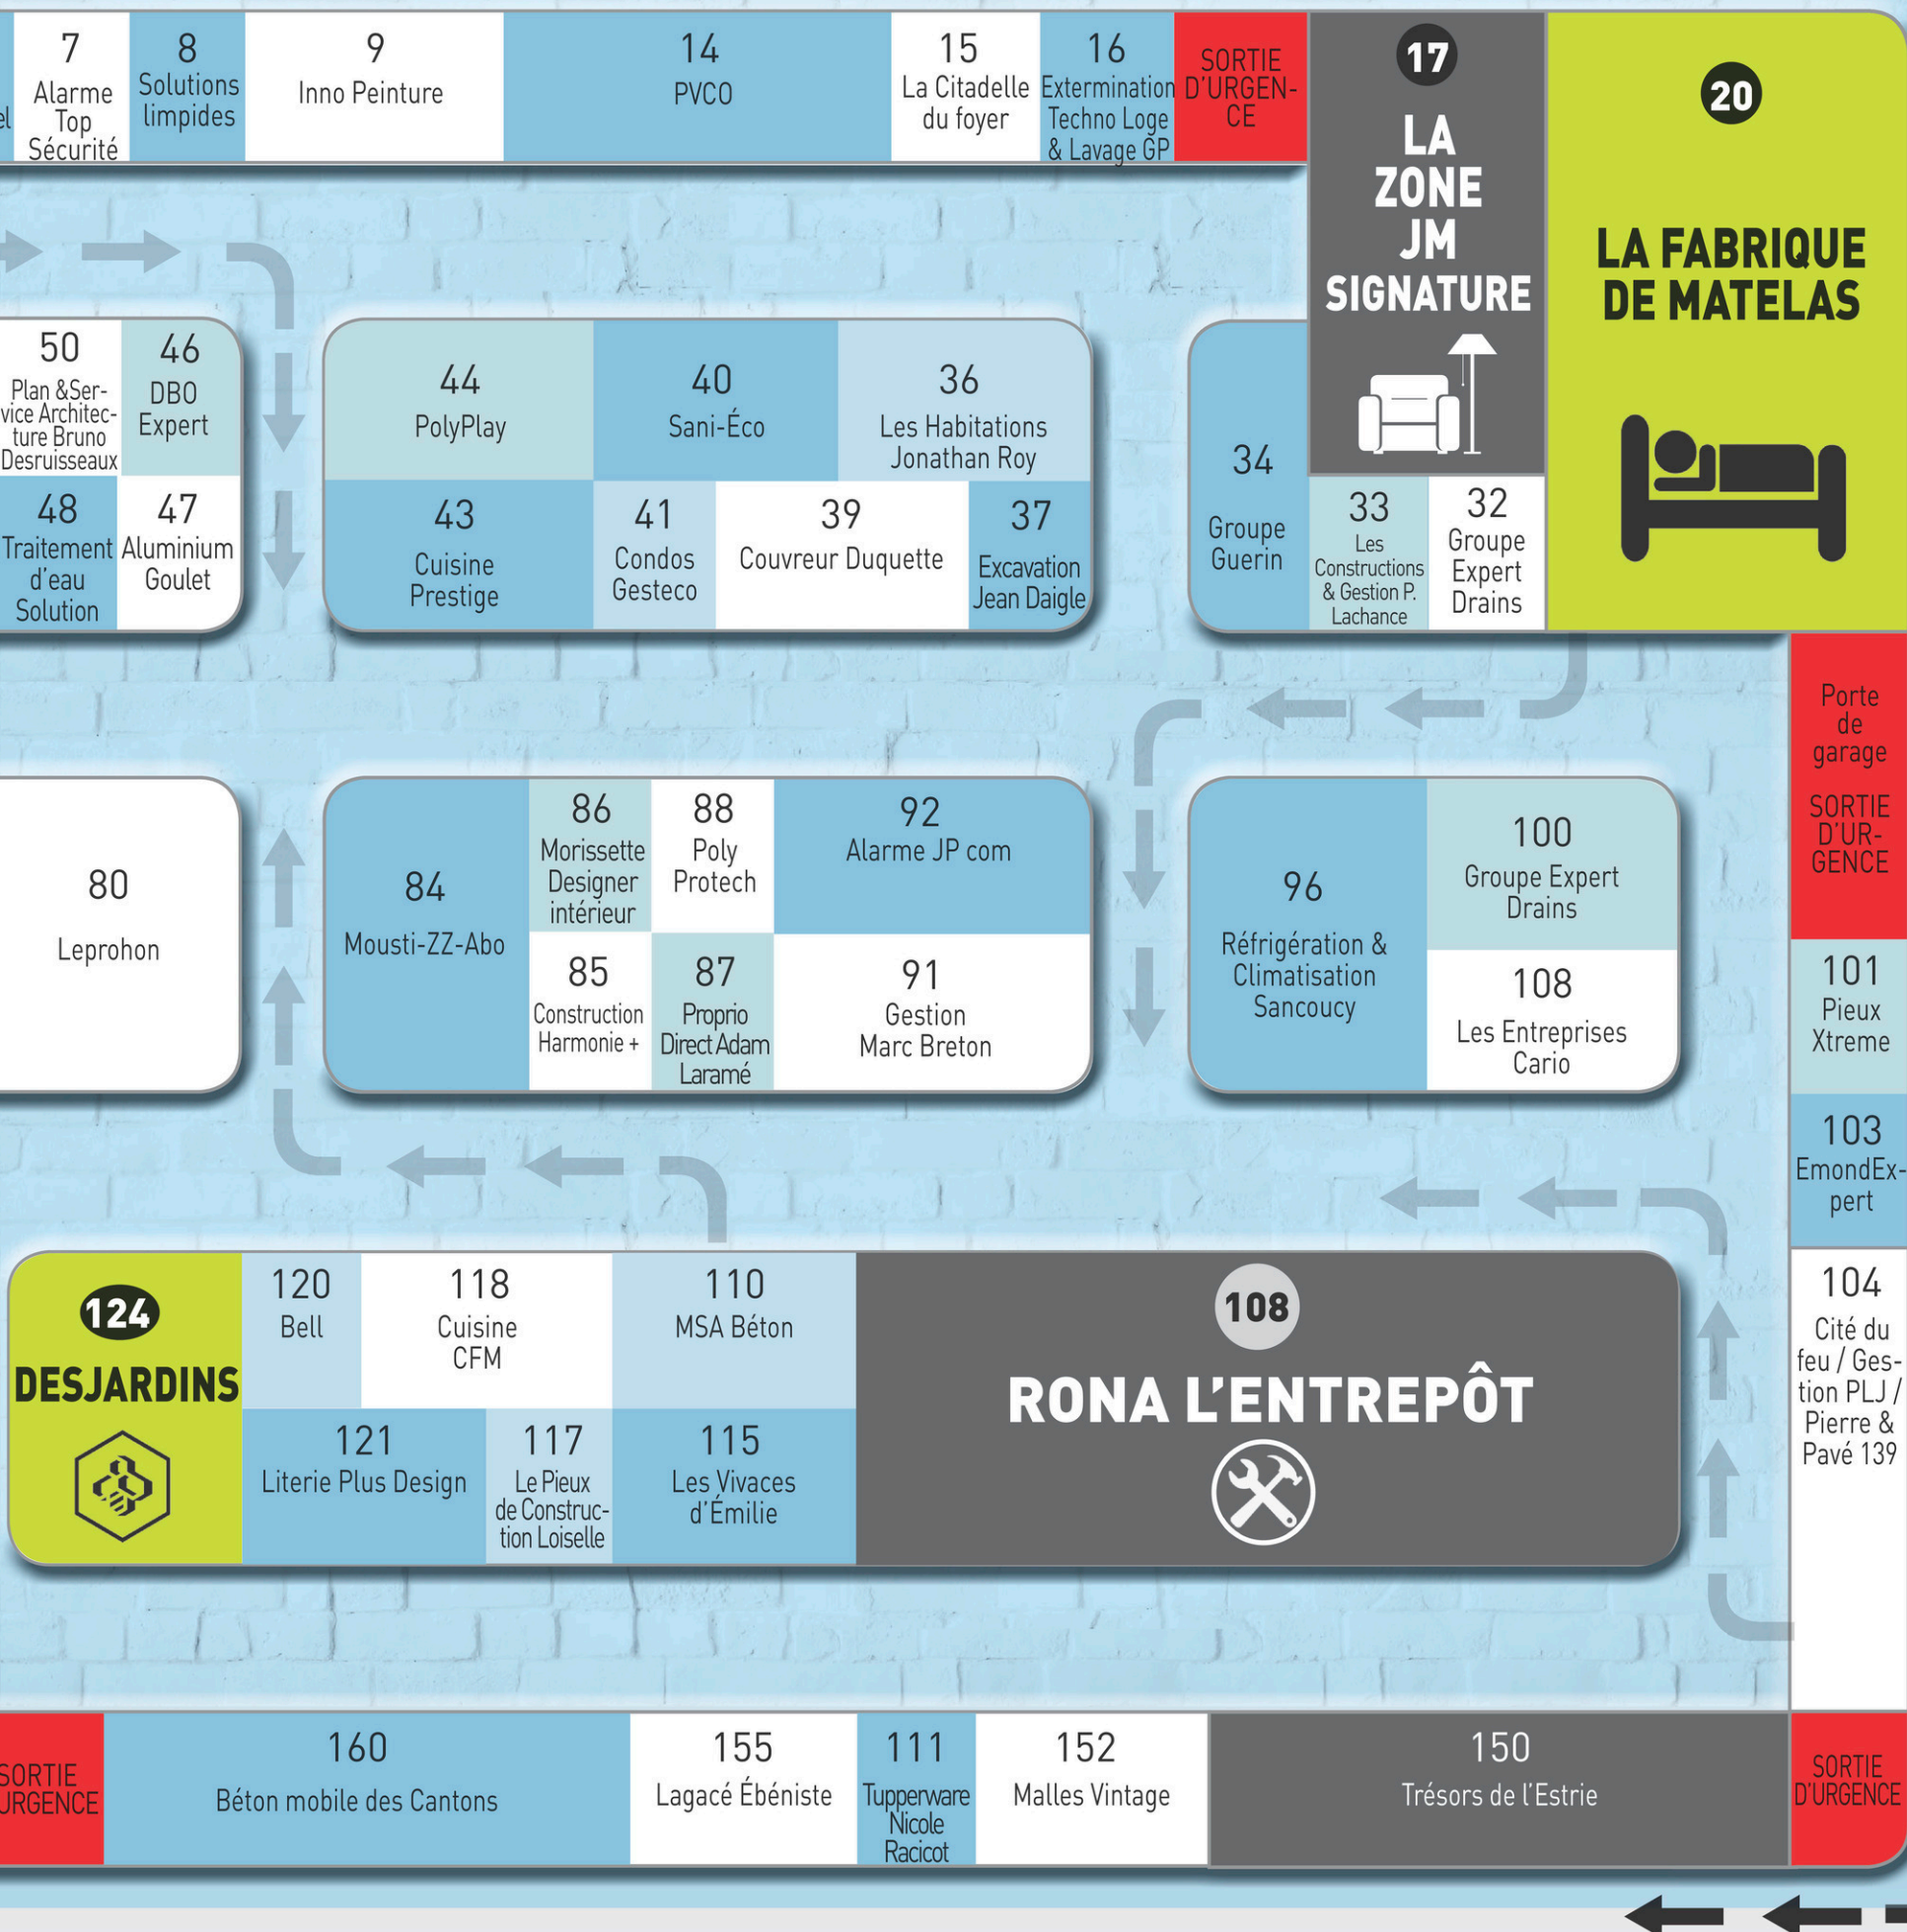 el
7
Alarme
Top
Sécurité
8
Solutions
limpides
9
Inno Peinture
14
PVCO
15
La Citadelle
du foyer
16
Extermination
Techno Loge
& Lavage GP
SORTIE
D'URGEN-
CE
17
LA
ZONE
JM
SIGNATURE
20
LA FABRIQUE
DE MATELAS
50
Plan &Ser-
vice Architec-
ture Bruno
Desruisseaux
46
DBO
Expert
48
Traitement
d'eau
Solution
47
Aluminium
Goulet
44
PolyPlay
40
Sani-Éco
36
Les Habitations
Jonathan Roy
43
Cuisine
Prestige
41
Condos
Gesteco
39
Couvreur Duquette
37
Excavation
Jean Daigle
34
Groupe
Guerin
33
Les
Constructions
& Gestion P.
Lachance
32
Groupe
Expert
Drains
Porte
de
garage
SORTIE
D'UR-
GENCE
80
Leprohon
84
Mousti-ZZ-Abo
86
Morissette
Designer
intérieur
88
Poly
Protech
92
Alarme JP com
85
Construction
Harmonie +
87
Proprio
Direct Adam
Laramé
91
Gestion
Marc Breton
96
Réfrigération &
Climatisation
Sancoucy
100
Groupe Expert
Drains
108
Les Entreprises
Cario
101
Pieux
Xtreme
103
EmondEx-
pert
104
Cité du
feu / Ges-
tion PLJ /
Pierre &
Pavé 139
124
DESJARDINS
120
Bell
118
Cuisine
CFM
110
MSA Béton
121
Literie Plus Design
117
Le Pieux
de Construc-
tion Loiselle
115
Les Vivaces
d'Émilie
108
RONA L'ENTREPÔT
SORTIE
URGENCE
160
Béton mobile des Cantons
155
Lagacé Ébéniste
111
Tupperware
Nicole
Racicot
152
Malles Vintage
150
Trésors de l'Estrie
SORTIE
D'URGENCE